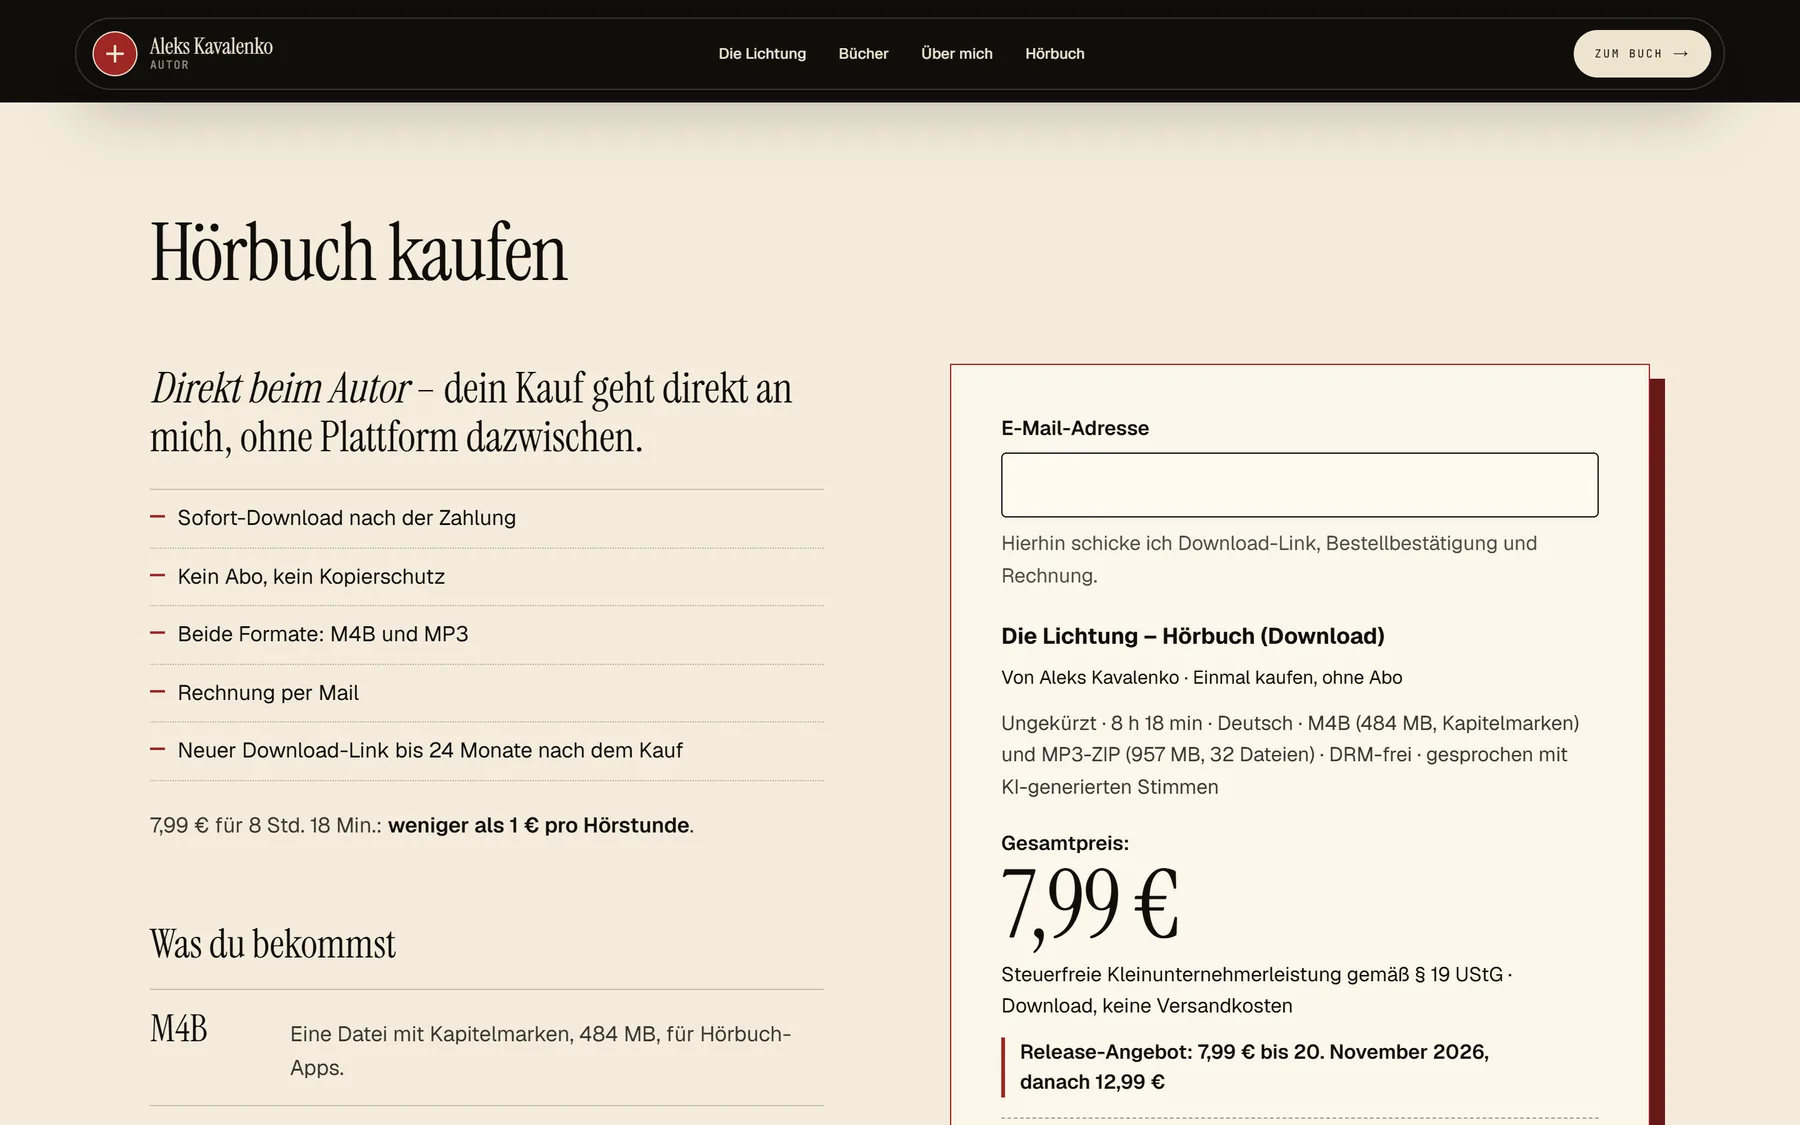 Aleks Kavalenko
AUTOR
Die Lichtung
Bücher
Über mich
Hörbuch
ZUM BUCH →
Hörbuch kaufen
Direkt beim Autor – dein Kauf geht direkt an
mich, ohne Plattform dazwischen.
Sofort-Download nach der Zahlung
Kein Abo, kein Kopierschutz
Beide Formate: M4B und MP3
Rechnung per Mail
Neuer Download-Link bis 24 Monate nach dem Kauf
7,99 € für 8 Std. 18 Min.: weniger als 1 € pro Hörstunde.
Was du bekommst
M4B
Eine Datei mit Kapitelmarken, 484 MB, für Hörbuch-
Apps.
E-Mail-Adresse
Hierhin schicke ich Download-Link, Bestellbestätigung und
Rechnung.
Die Lichtung – Hörbuch (Download)
Von Aleks Kavalenko · Einmal kaufen, ohne Abo
Ungekürzt · 8 h 18 min · Deutsch · M4B (484 MB, Kapitelmarken)
und MP3-ZIP (957 MB, 32 Dateien) · DRM-frei · gesprochen mit
KI-generierten Stimmen
Gesamtpreis:
7,99 €
Steuerfreie Kleinunternehmerleistung gemäß § 19 UStG ·
Download, keine Versandkosten
Release-Angebot: 7,99 € bis 20. November 2026,
danach 12,99 €